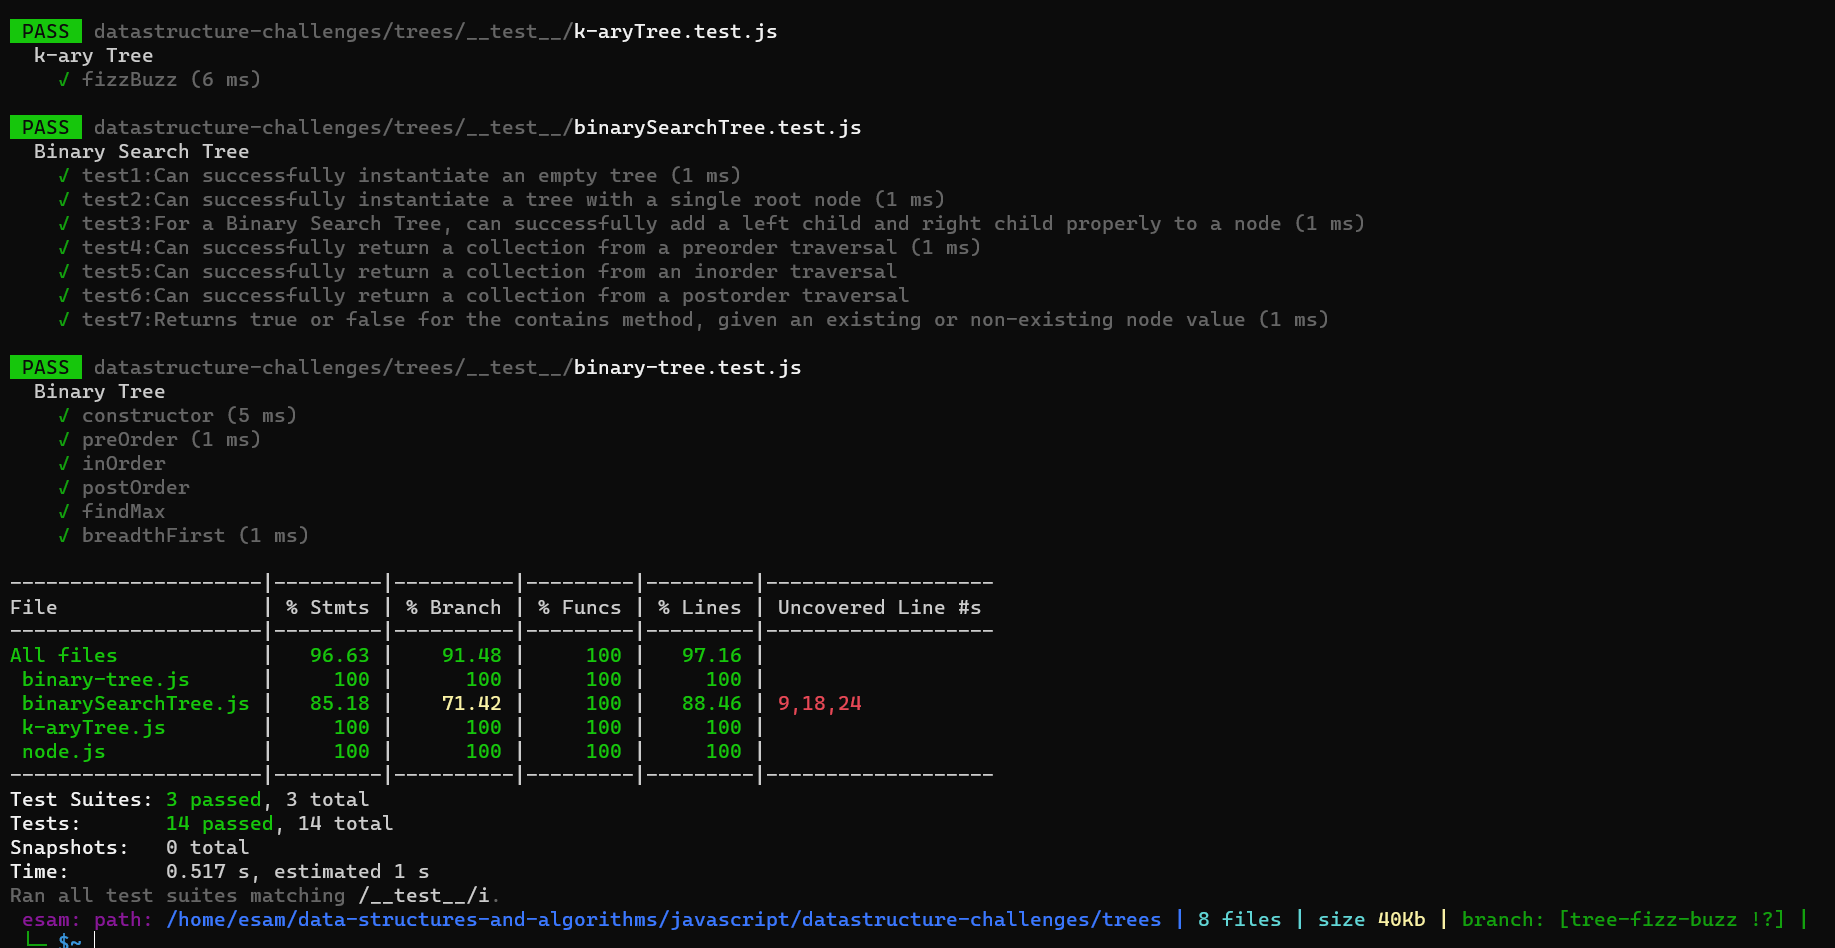 PASS datastructure-challenges/trees/__test__/k-aryTree.test.js
k-ary Tree
√ fizzBuzz (6 ms)
PASS datastructure-challenges/trees/__test__/binarySearchTree.test.js
Binary Search Tree
√ test1:Can successfully instantiate an empty tree (1 ms)
√ test2:Can successfully instantiate a tree with a single root node (1 ms)
√ test3:For a Binary Search Tree, can successfully add a left child and right child properly to a node (1 ms)
√ test4:Can successfully return a collection from a preorder traversal (1 ms)
√ test5:Can successfully return a collection from an inorder traversal
√ test6:Can successfully return a collection from a postorder traversal
√ test7:Returns true or false for the contains method, given an existing or non-existing node value (1 ms)
PASS datastructure-challenges/trees/__test__/binary-tree.test.js
Binary Tree
√ constructor (5 ms)
√ preOrder (1 ms)
√ inOrder
√ postOrder
√ findMax
√ breadthFirst (1 ms)
---------------------|---------|----------|---------|---------|-------------------
File                 | % Stmts | % Branch | % Funcs | % Lines | Uncovered Line #s
---------------------|---------|----------|---------|---------|-------------------
All files            |   96.63 |    91.48 |     100 |   97.16 |
 binary-tree.js      |     100 |      100 |     100 |     100 |
 binarySearchTree.js |   85.18 |    71.42 |     100 |   88.46 | 9,18,24
 k-aryTree.js        |     100 |      100 |     100 |     100 |
 node.js             |     100 |      100 |     100 |     100 |
---------------------|---------|----------|---------|---------|-------------------
Test Suites: 3 passed, 3 total
Tests:       14 passed, 14 total
Snapshots:   0 total
Time:        0.517 s, estimated 1 s
Ran all test suites matching /__test__/i.
esam: path: /home/esam/data-structures-and-algorithms/javascript/datastructure-challenges/trees | 8 files | size 40Kb | branch: [tree-fizz-buzz !?] |
└─ $~